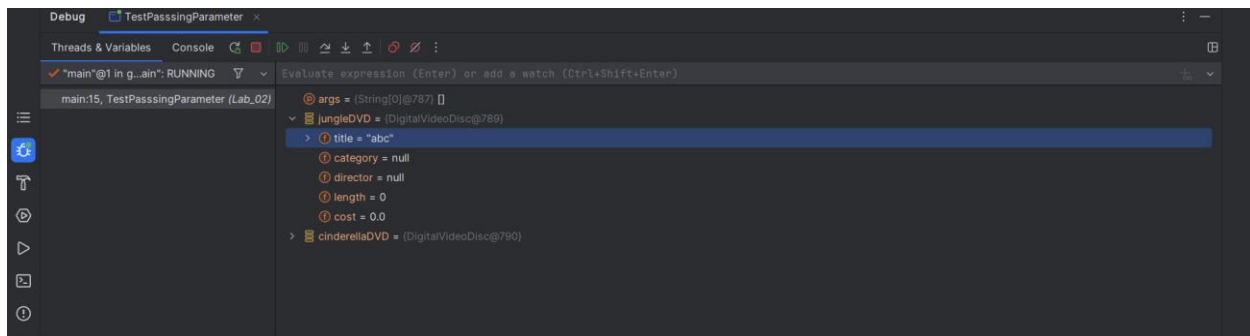 Debug TestPasssingParameter ×
Threads & Variables Console
"main"@1 in g...ain": RUNNING Evaluate expression (Enter) or add a watch (Ctrl+Shift+Enter)
main:15, TestPasssingParameter (Lab_02) args = {String[0]@787} []
jungleDVD = {DigitalVideoDisc@789}
title = "abc"
category = null
director = null
length = 0
cost = 0.0
cinderellaDVD = {DigitalVideoDisc@790}